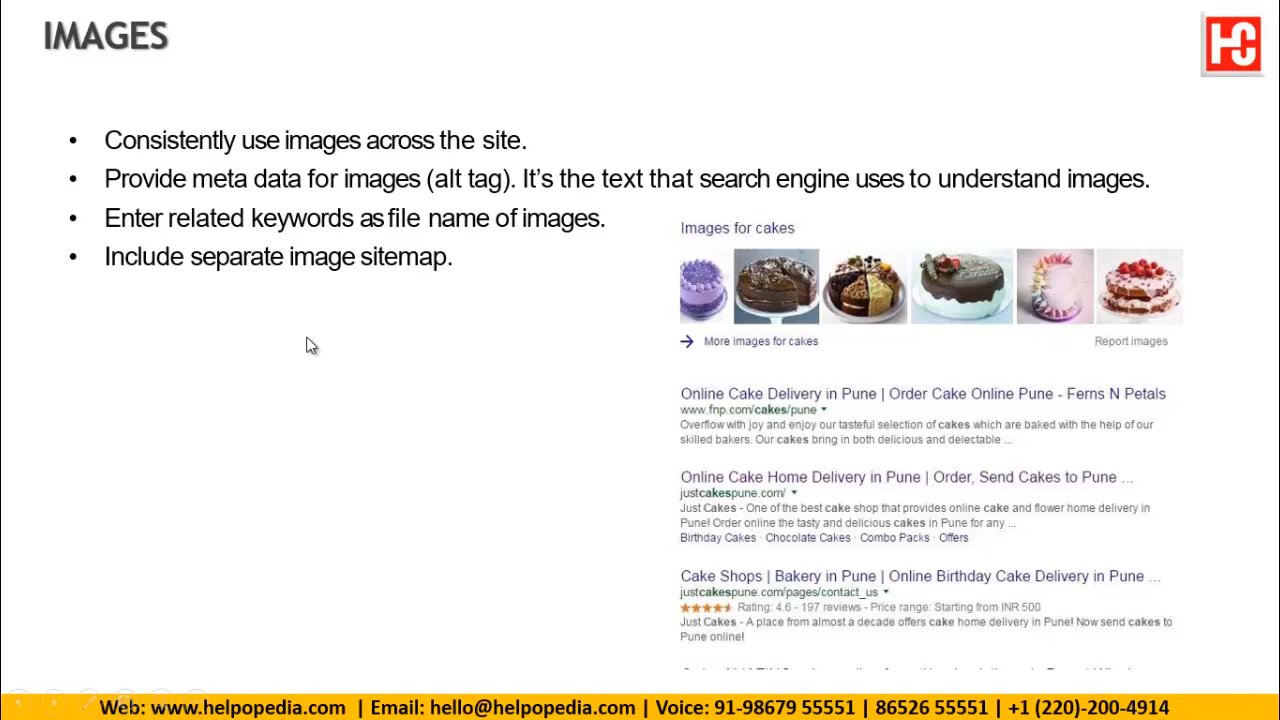 IMAGES
HC
• Consistently use images across the site.
• Provide meta data for images (alt tag). It's the text that search engine uses to understand images.
• Enter related keywords as file name of images.
• Include separate image sitemap.
Images for cakes
More images for cakes
Report images
Online Cake Delivery in Pune | Order Cake Online Pune - Ferns N Petals
www.fnp.com/cakes/pune
Overflow with joy and enjoy our tasteful selection of cakes which are baked with the help of our
skilled bakers. Our cakes bring in both delicious and delectable ...
Online Cake Home Delivery in Pune | Order, Send Cakes to Pune ...
justcakespune.com/
Just Cakes - One of the best cake shop that provides online cake and flower home delivery in
Pune! Order online the tasty and delicious cakes in Pune for any ...
Birthday Cakes · Chocolate Cakes · Combo Packs · Offers
Cake Shops | Bakery in Pune | Online Birthday Cake Delivery in Pune ...
justcakespune.com/pages/contact_us
Rating: 4.6 - 197 reviews - Price range: Starting from INR 500
Just Cakes - A place from almost a decade offers cake home delivery in Pune! Now send cakes to
Pune online!
Web: www.helpopedia.com | Email: hello@helpopedia.com | Voice: 91-98679 55551 | 86526 55551 | +1 (220)-200-4914